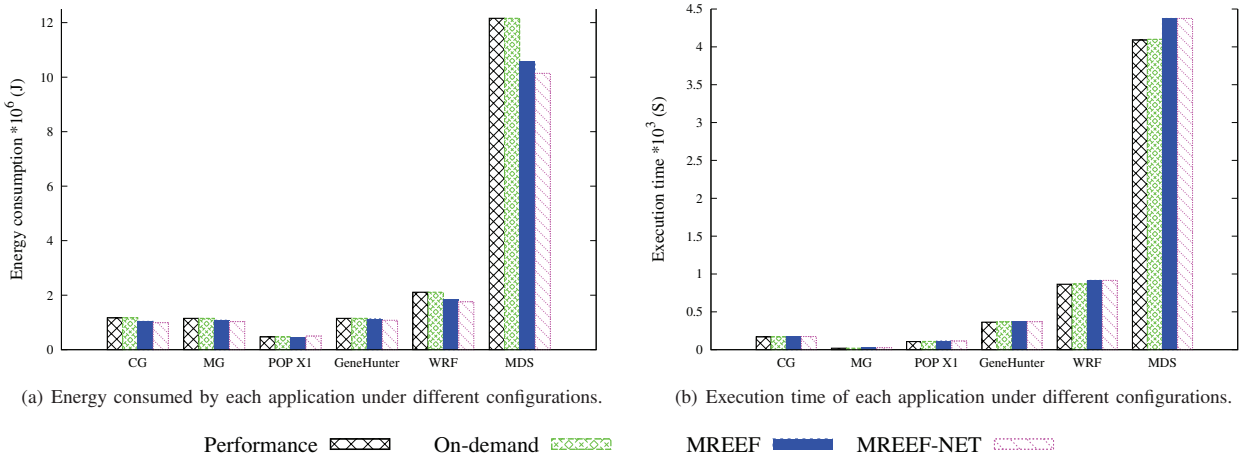 Energy consumption *10^6 (J)
12
10
8
6
4
2
0
CG MG POP X1 GeneHunter WRF MDS
(a) Energy consumed by each application under different configurations.
Execution time *10^3 (S)
4.5
4
3.5
3
2.5
2
1.5
1
0.5
0
CG MG POP X1 GeneHunter WRF MDS
(b) Execution time of each application under different configurations.
Performance On-demand MREEF MREEF-NET